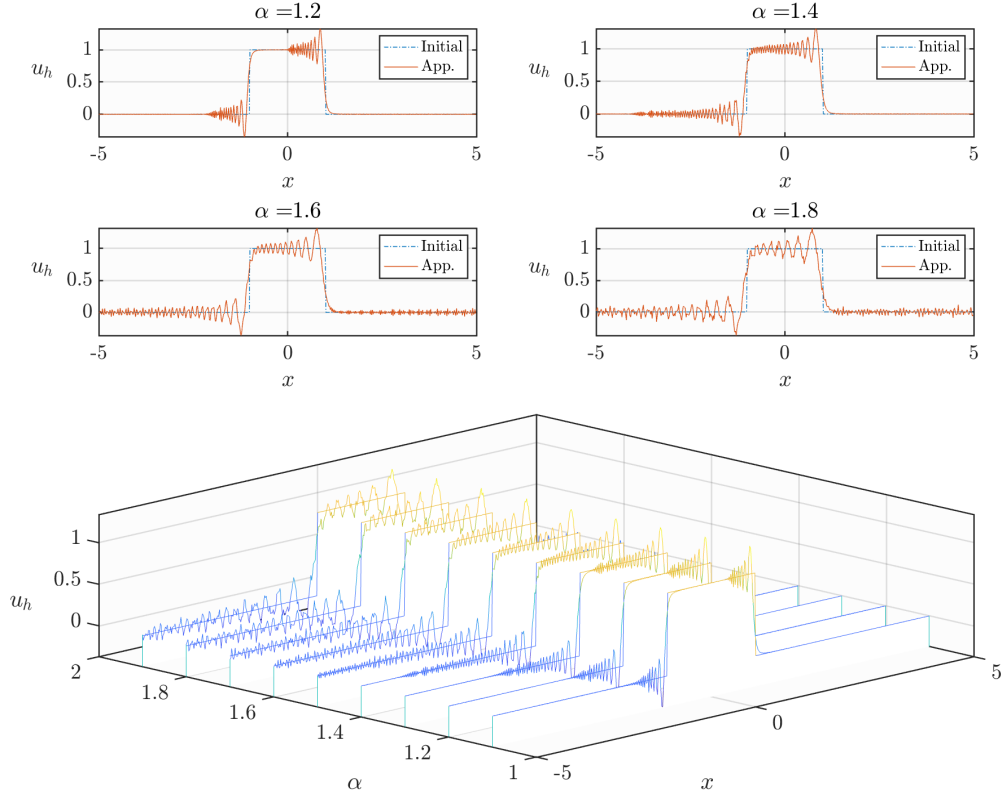 α =1.2
α =1.4
u_h
1
0.5
0
Initial
App.
1
0.5
0
Initial
App.
-5
0
5
-5
0
5
x
x
α =1.6
α =1.8
u_h
1
0.5
0
Initial
App.
u_h
1
0.5
0
Initial
App.
-5
0
5
-5
0
5
x
x
u_h
1
0.5
0
2
1.8
1.6
1.4
1.2
1
α
-5
0
5
x